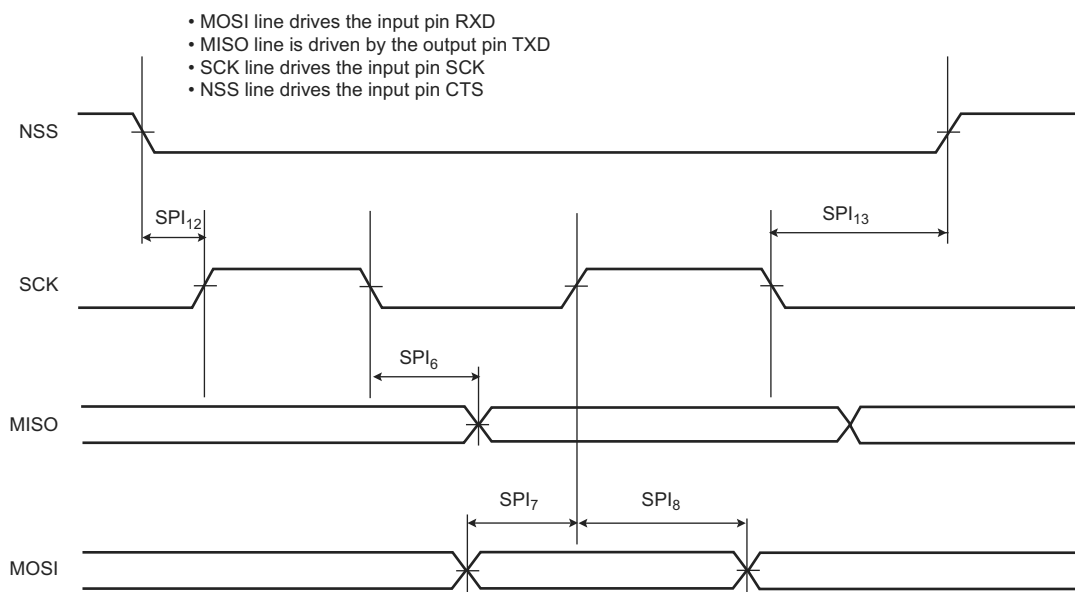 • MOSI line drives the input pin RXD
• MISO line is driven by the output pin TXD
• SCK line drives the input pin SCK
• NSS line drives the input pin CTS
NSS
SPI₁₂
SPI₁₃
SCK
SPI₆
MISO
SPI₇
SPI₈
MOSI